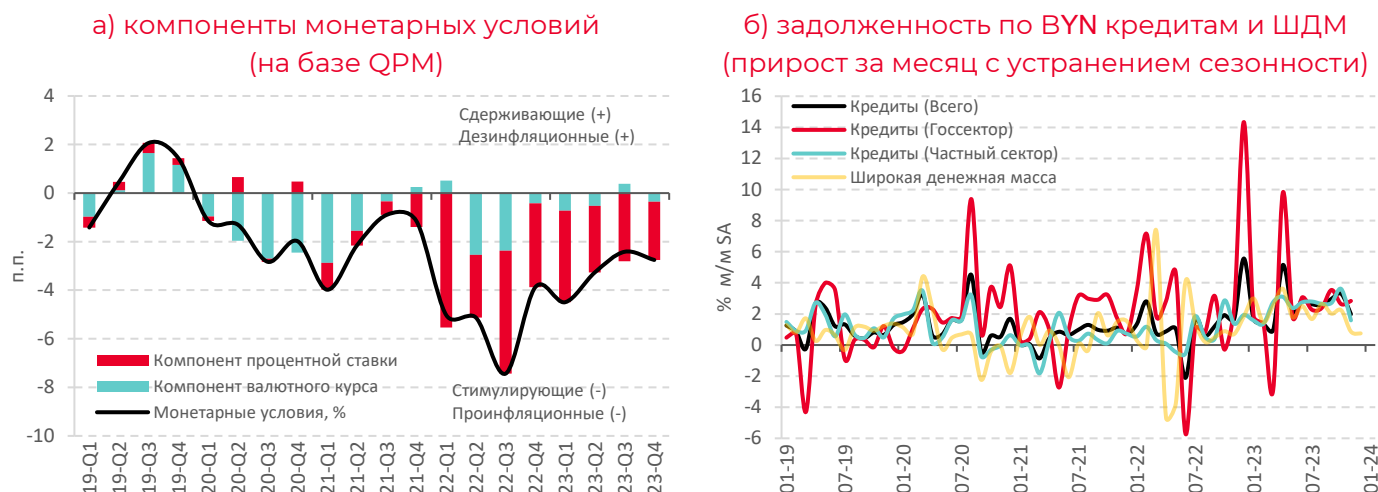 а) компоненты монетарных условий
(на базе QPM)
4
2
0
-2
-4
-6
-8
-10
п.п.
Сдерживающие (+)
Дезинфляционные (+)
Компонент процентной ставки
Компонент валютного курса
Монетарные условия, %
Стимулирующие (-)
Проинфляционные (-)
19-Q1
19-Q2
19-Q3
19-Q4
20-Q1
20-Q2
20-Q3
20-Q4
21-Q1
21-Q2
21-Q3
21-Q4
22-Q1
22-Q2
22-Q3
22-Q4
23-Q1
23-Q2
23-Q3
23-Q4
б) задолженность по BYN кредитам и ШДМ
(прирост за месяц с устранением сезонности)
16
14
12
10
8
6
4
2
0
-2
-4
-6
% м/м SA
Кредиты (Всего)
Кредиты (Госсектор)
Кредиты (Частный сектор)
Широкая денежная масса
01-19
07-19
01-20
07-20
01-21
07-21
01-22
07-22
01-23
07-23
01-24